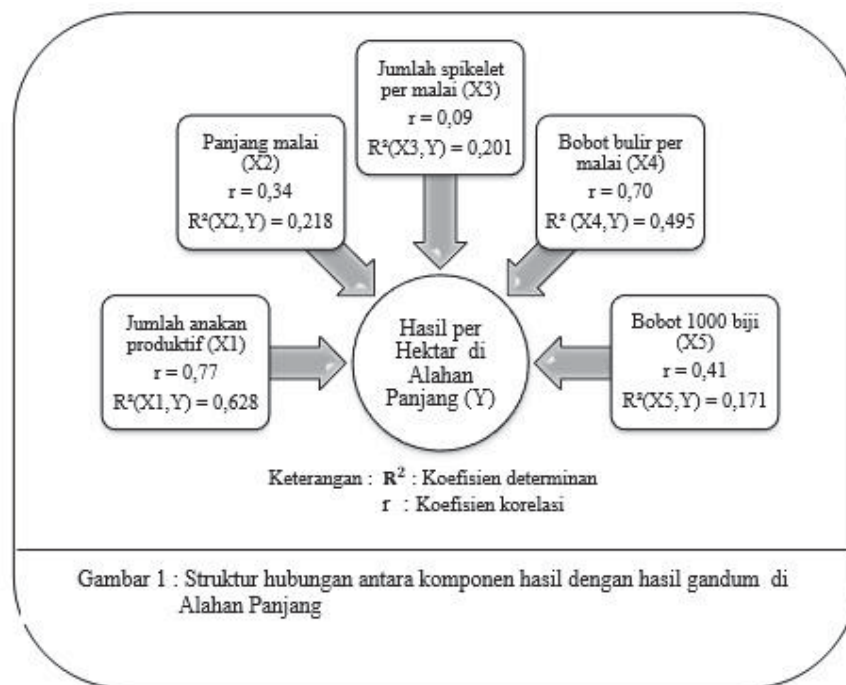 Jumlah spikelet
per malai (X3)
r = 0,09
R²(X3,Y) = 0,201
Panjang malai
(X2)
r = 0,34
R²(X2,Y) = 0,218
Bobot bulir per
malai (X4)
r = 0,70
R² (X4,Y) = 0,495
Jumlah anakan
produktif (X1)
r = 0,77
R²(X1,Y) = 0,628
Hasil per
Hektar di
Alahan
Panjang (Y)
Bobot 1000 biji
(X5)
r = 0,41
R²(X5,Y) = 0,171
Keterangan : R² : Koefisien determinan
r : Koefisien korelasi
Gambar 1 : Struktur hubungan antara komponen hasil dengan hasil gandum di
Alahan Panjang